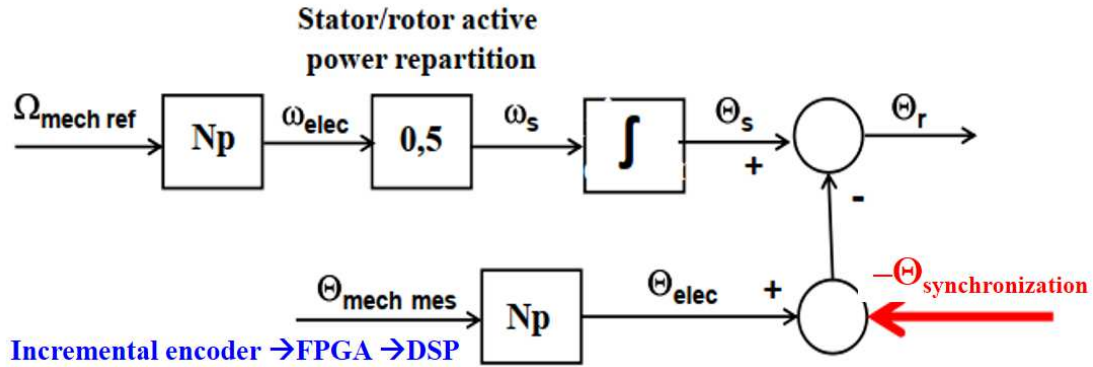 Stator/rotor active
power repartition
Ωmech ref
Np
ωelec
0,5
ωs
∫
Θs
+
Θr
-
Θmech mes
Np
Θelec
+
–Θsynchronization
Incremental encoder →FPGA →DSP